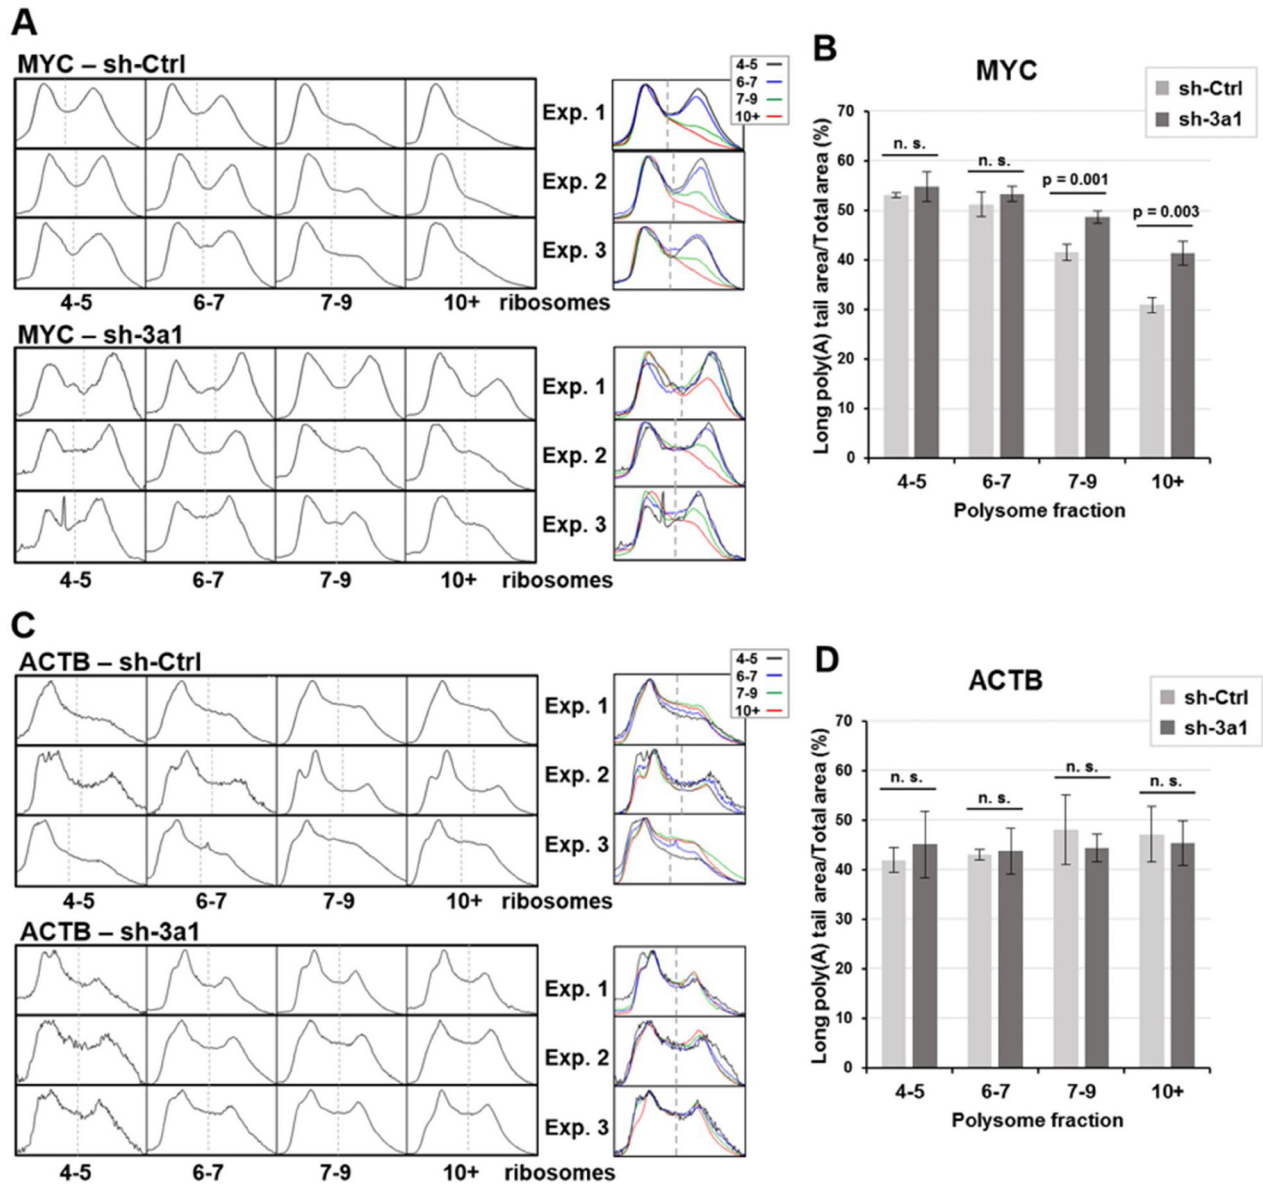 A
MYC – sh-Ctrl
4-5
6-7
7-9
10+
Exp. 1
Exp. 2
Exp. 3
4-5 6-7 7-9 10+ ribosomes
MYC – sh-3a1
Exp. 1
Exp. 2
Exp. 3
4-5 6-7 7-9 10+ ribosomes
B
MYC
sh-Ctrl
sh-3a1
Long poly(A) tail area/Total area (%)
70
60
50
40
30
20
10
0
n. s.
n. s.
p = 0.001
p = 0.003
4-5 6-7 7-9 10+
Polysome fraction
C
ACTB – sh-Ctrl
4-5
6-7
7-9
10+
Exp. 1
Exp. 2
Exp. 3
4-5 6-7 7-9 10+ ribosomes
ACTB – sh-3a1
Exp. 1
Exp. 2
Exp. 3
4-5 6-7 7-9 10+ ribosomes
D
ACTB
sh-Ctrl
sh-3a1
Long poly(A) tail area/Total area (%)
70
60
50
40
30
20
10
0
n. s.
n. s.
n. s.
n. s.
4-5 6-7 7-9 10+
Polysome fraction